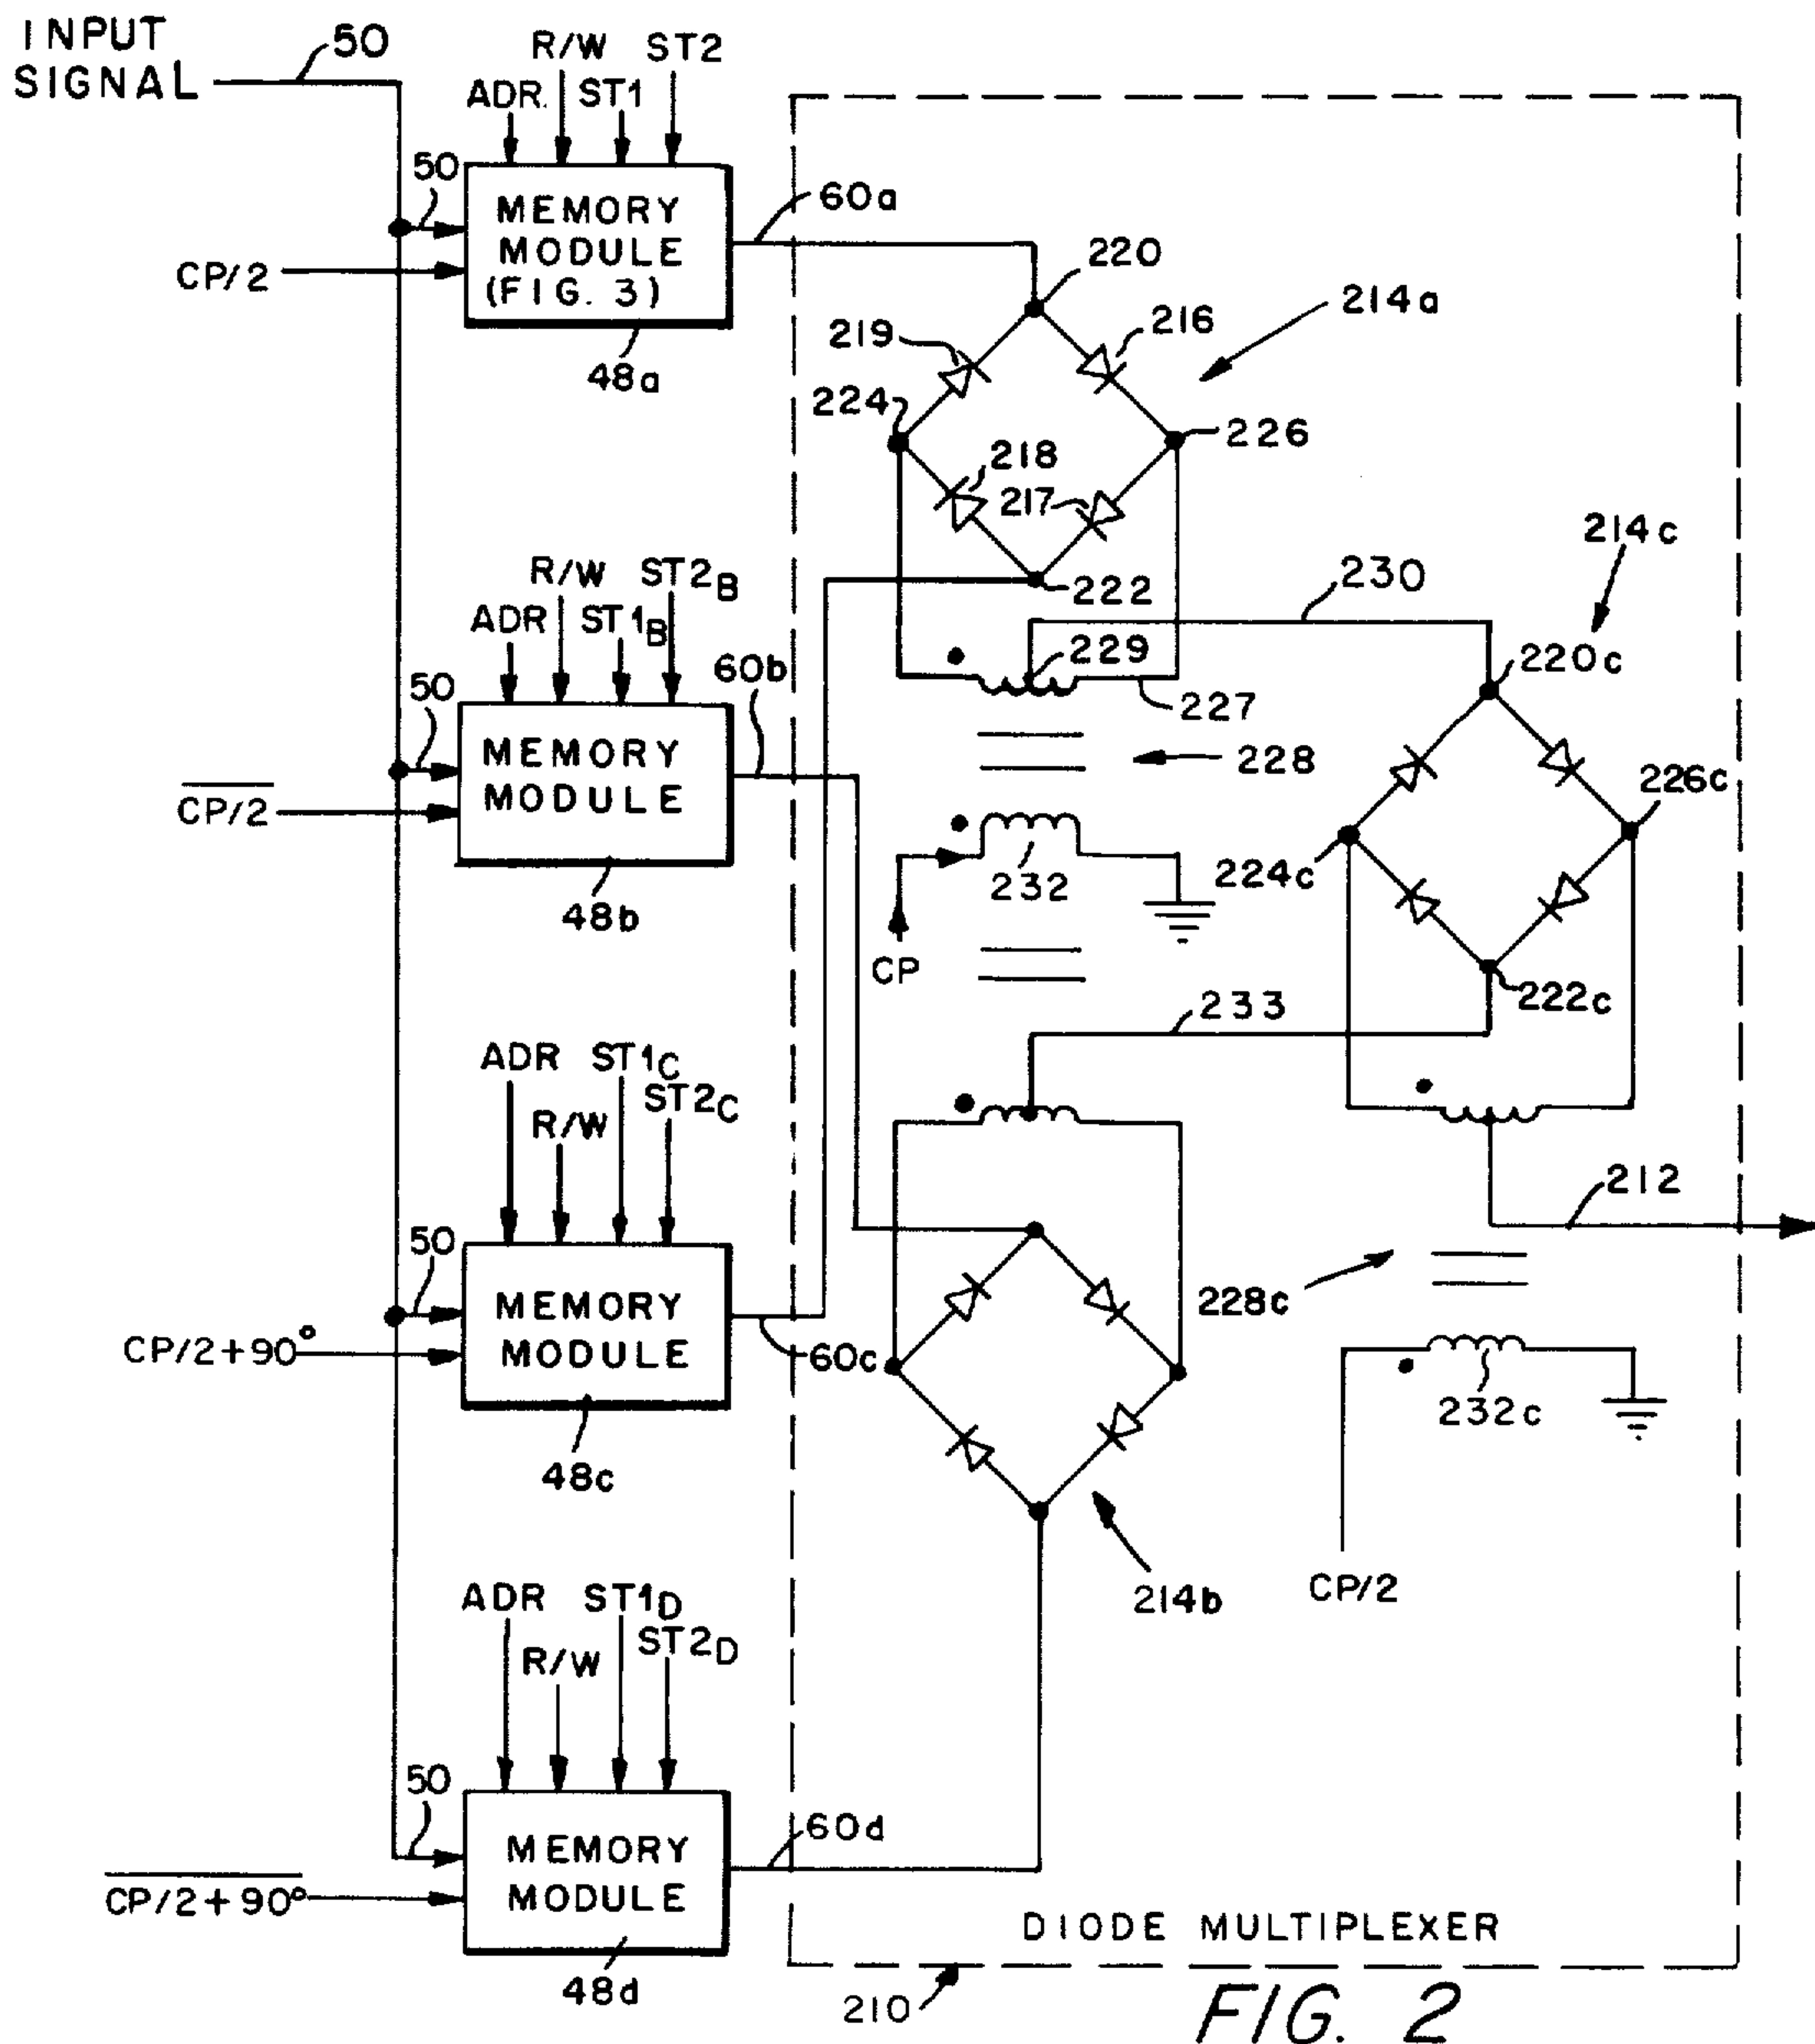 INPUT
SIGNAL
50
R/W
ST2
ADR.
ST1
50
MEMORY
MODULE
(FIG. 3)
CP/2
48a
60a
220
214a
219
216
224
226
218
217
222
214c
230
229
220c
227
228
226c
224c
232
CP
222c
233
R/W
ST2B
ADR
ST1B
60b
50
MEMORY
MODULE
C̅P̅/̅2̅
48b
ADR
ST1C
ST2C
R/W
50
MEMORY
MODULE
CP/2+90°
60c
48c
212
228c
232c
CP/2
214b
ADR
ST1D
ST2D
R/W
50
MEMORY
MODULE
C̅P̅/̅2̅+̅9̅0̅°̅
60d
48d
DIODE MULTIPLEXER
210
FIG. 2